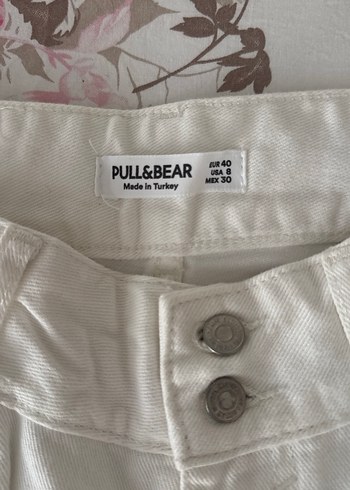 PULL&BEAR
Made in Turkey
EUR 40
USA 8
MEX 30